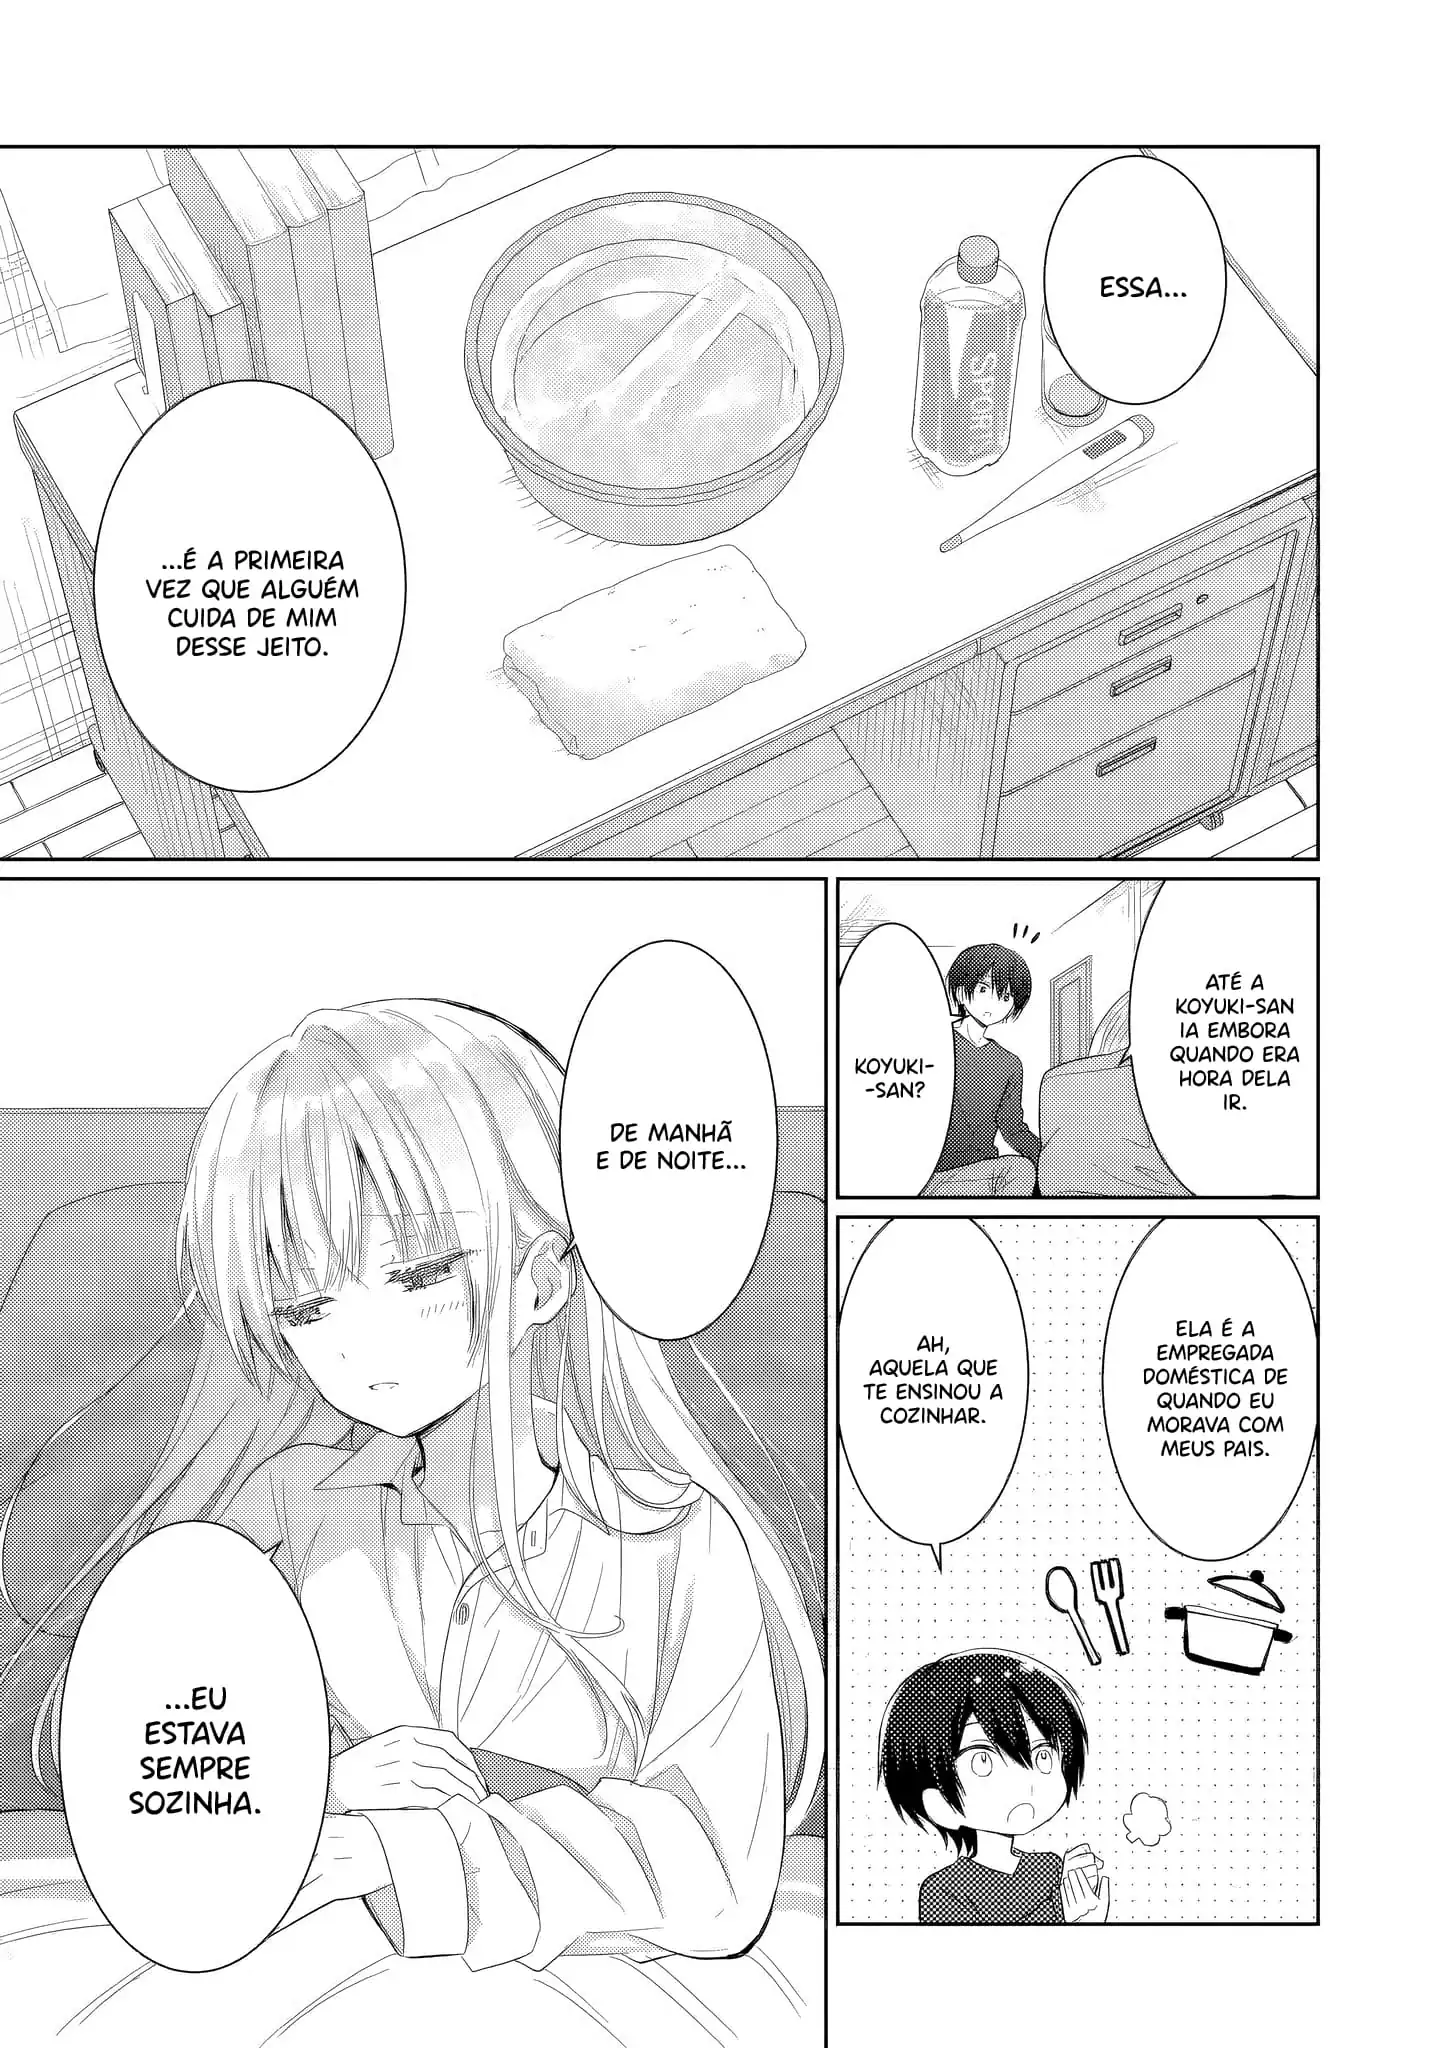 ESSA...
SPORT
...É A PRIMEIRA
VEZ QUE ALGUÉM
CUIDA DE MIM
DESSE JEITO.
ATÉ A
KOYUKI-SAN
IA EMBORA
QUANDO ERA
HORA DELA
IR.
KOYUKI-
-SAN?
ELA É A
EMPREGADA
DOMÉSTICA DE
QUANDO EU
MORAVA COM
MEUS PAIS.
AH,
AQUELA QUE
TE ENSINOU A
COZINHAR.
DE MANHÃ
E DE NOITE...
...EU
ESTAVA
SEMPRE
SOZINHA.